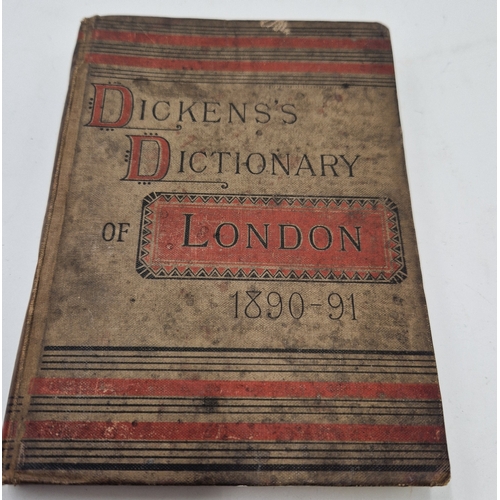 DICKENS'S
DICTIONARY
OF LONDON
1890-91